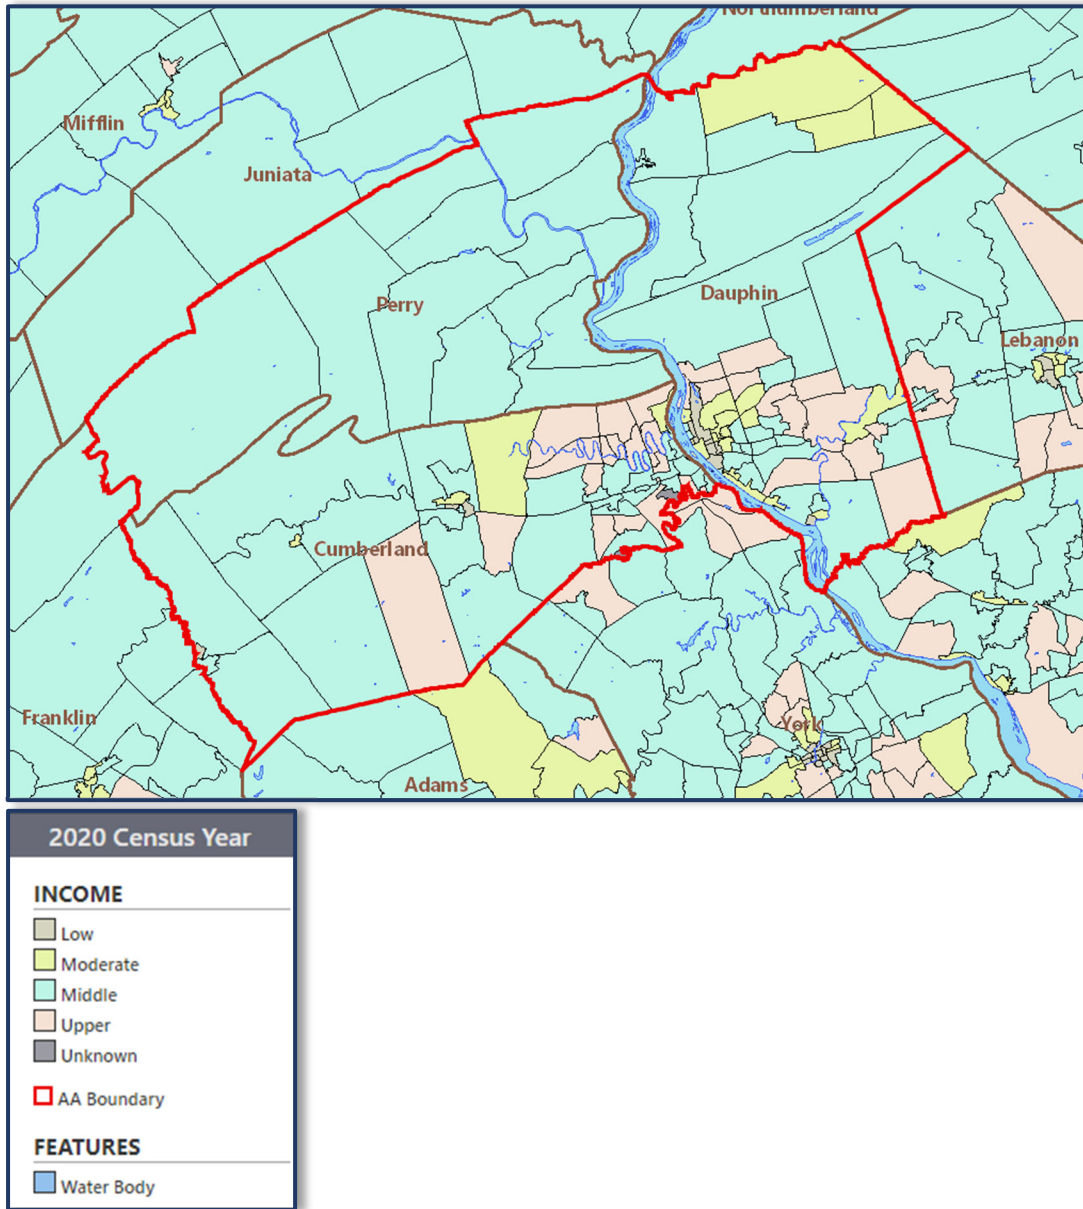 Northumberland
Mifflin
Juniata
Perry
Dauphin
Lebanon
Cumberland
Franklin
York
Adams
2020 Census Year
INCOME
Low
Moderate
Middle
Upper
Unknown
AA Boundary
FEATURES
Water Body